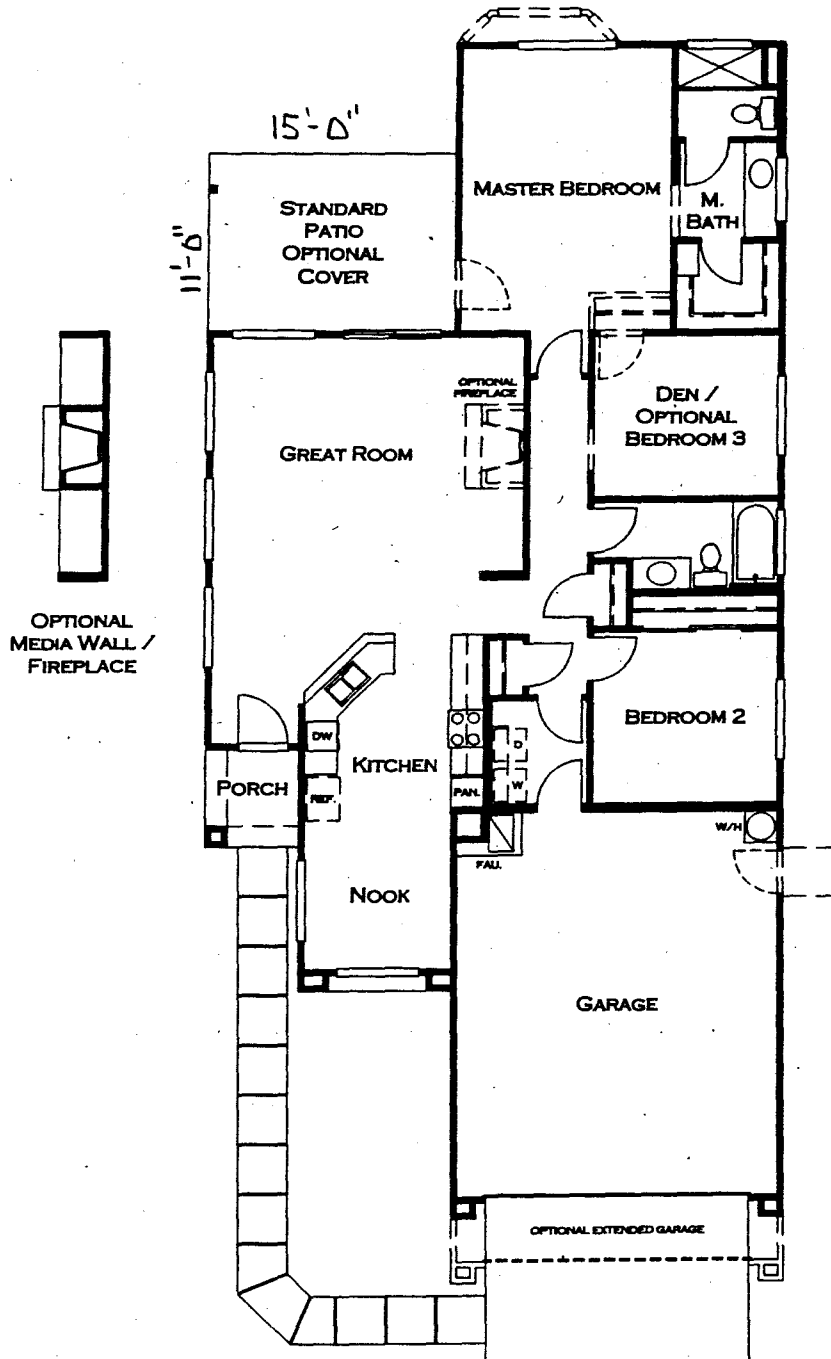 15'-0"
11'-0"
STANDARD
PATIO
OPTIONAL
COVER
MASTER BEDROOM
M.
BATH
OPTIONAL
FIREPLACE
DEN /
OPTIONAL
BEDROOM 3
GREAT ROOM
OPTIONAL
MEDIA WALL /
FIREPLACE
BEDROOM 2
DW
KITCHEN
D
W
PORCH
REF.
PAN.
W/H
FAU.
NOOK
GARAGE
OPTIONAL EXTENDED GARAGE